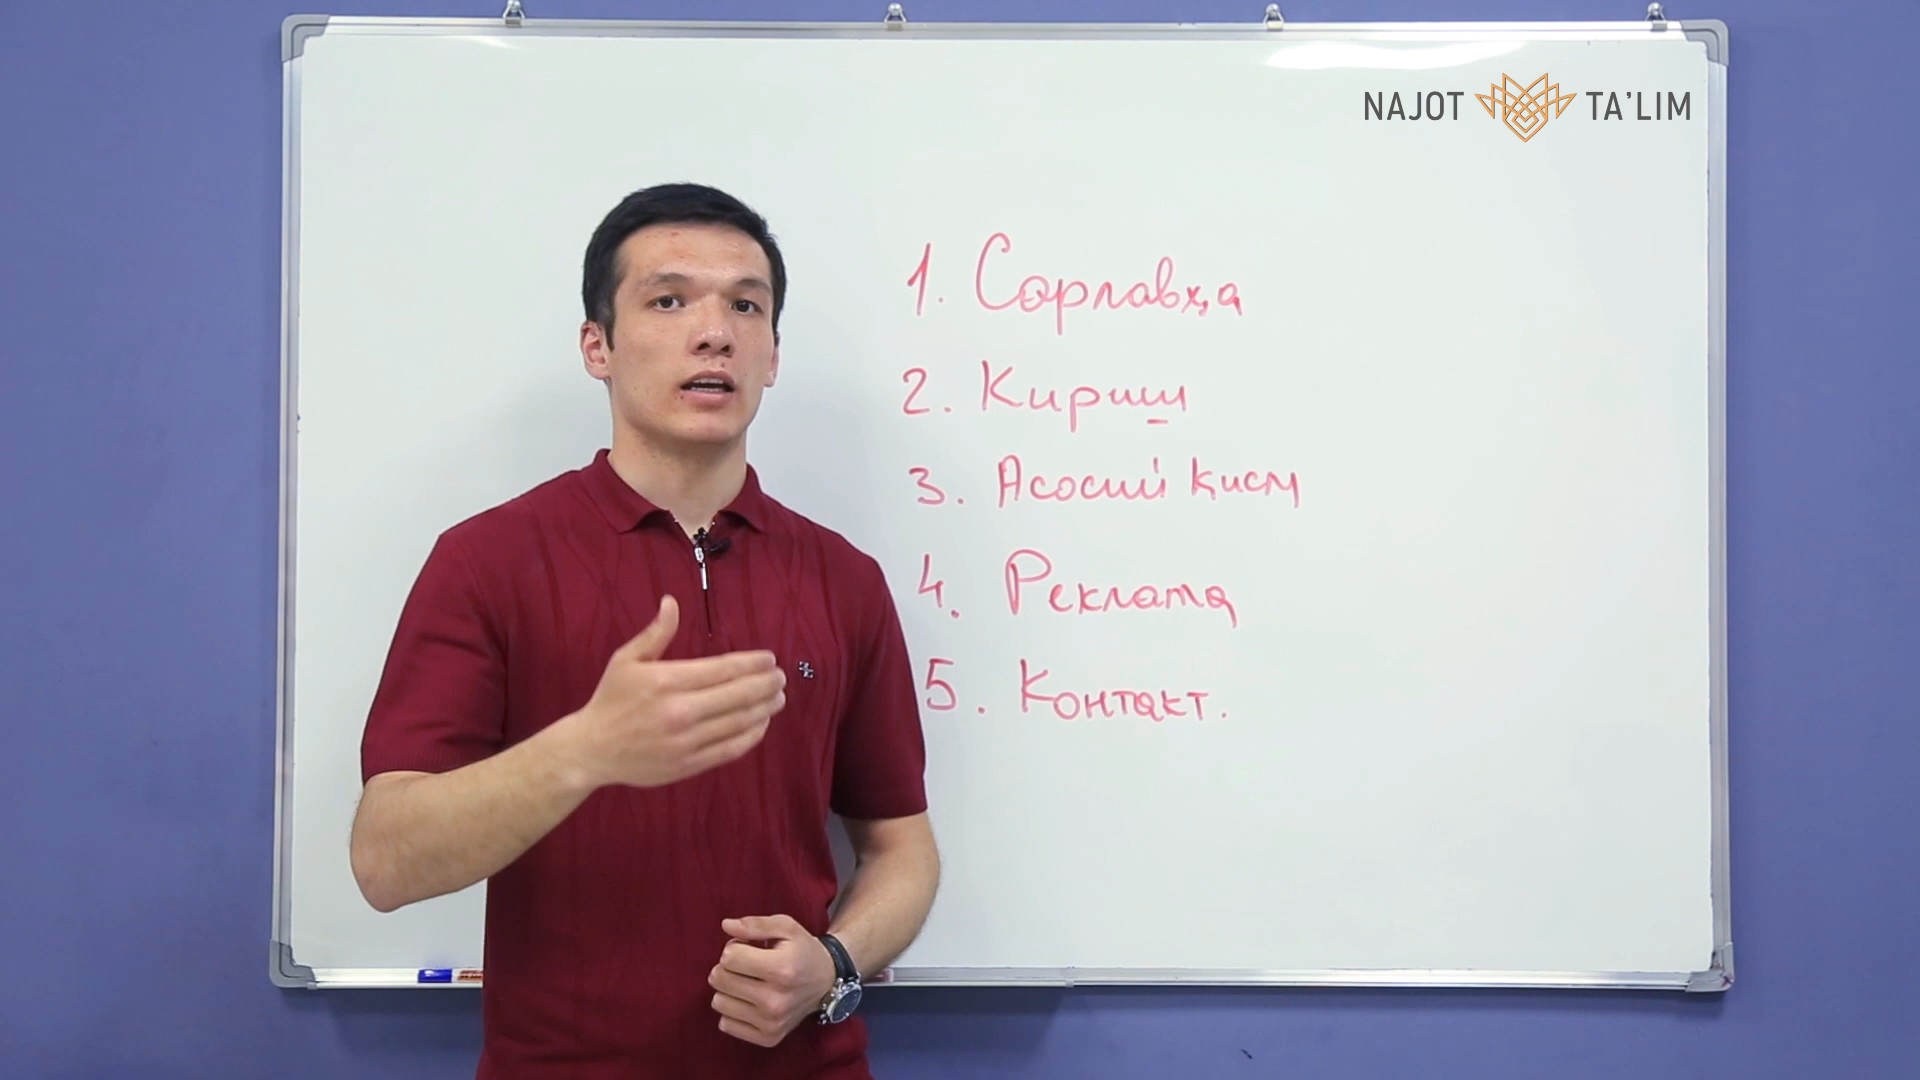 NAJOT TA'LIM
1. Сарлавҳа
2. Кириш
3. Асосий қисм
4. Реклама
5. Контакт.